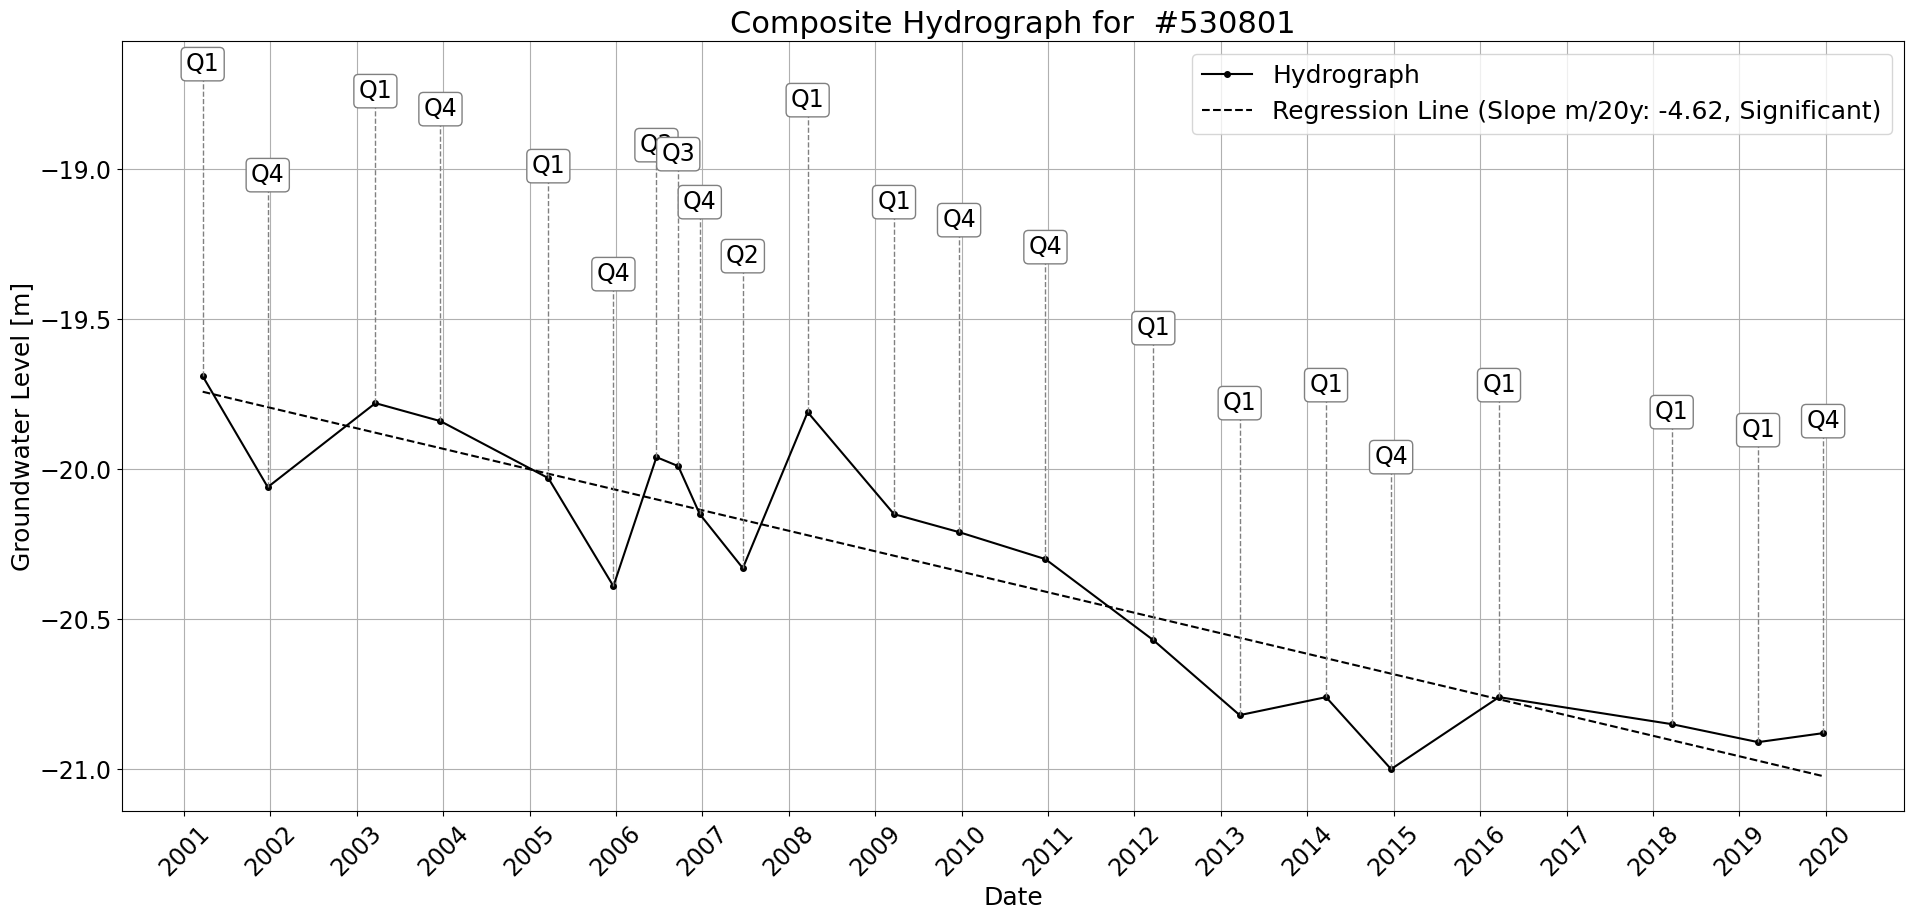 Composite Hydrograph for  #530801
Hydrograph
Regression Line (Slope m/20y: -4.62, Significant)
Q1
Q4
Q1
Q4
Q1
Q4
Q3
Q4
Q2
Q1
Q1
Q4
Q4
Q1
Q1
Q1
Q4
Q1
Q1
Q1
Q4
Groundwater Level [m]
−19.0
−19.5
−20.0
−20.5
−21.0
2001
2002
2003
2004
2005
2006
2007
2008
2009
2010
2011
2012
2013
2014
2015
2016
2017
2018
2019
2020
Date